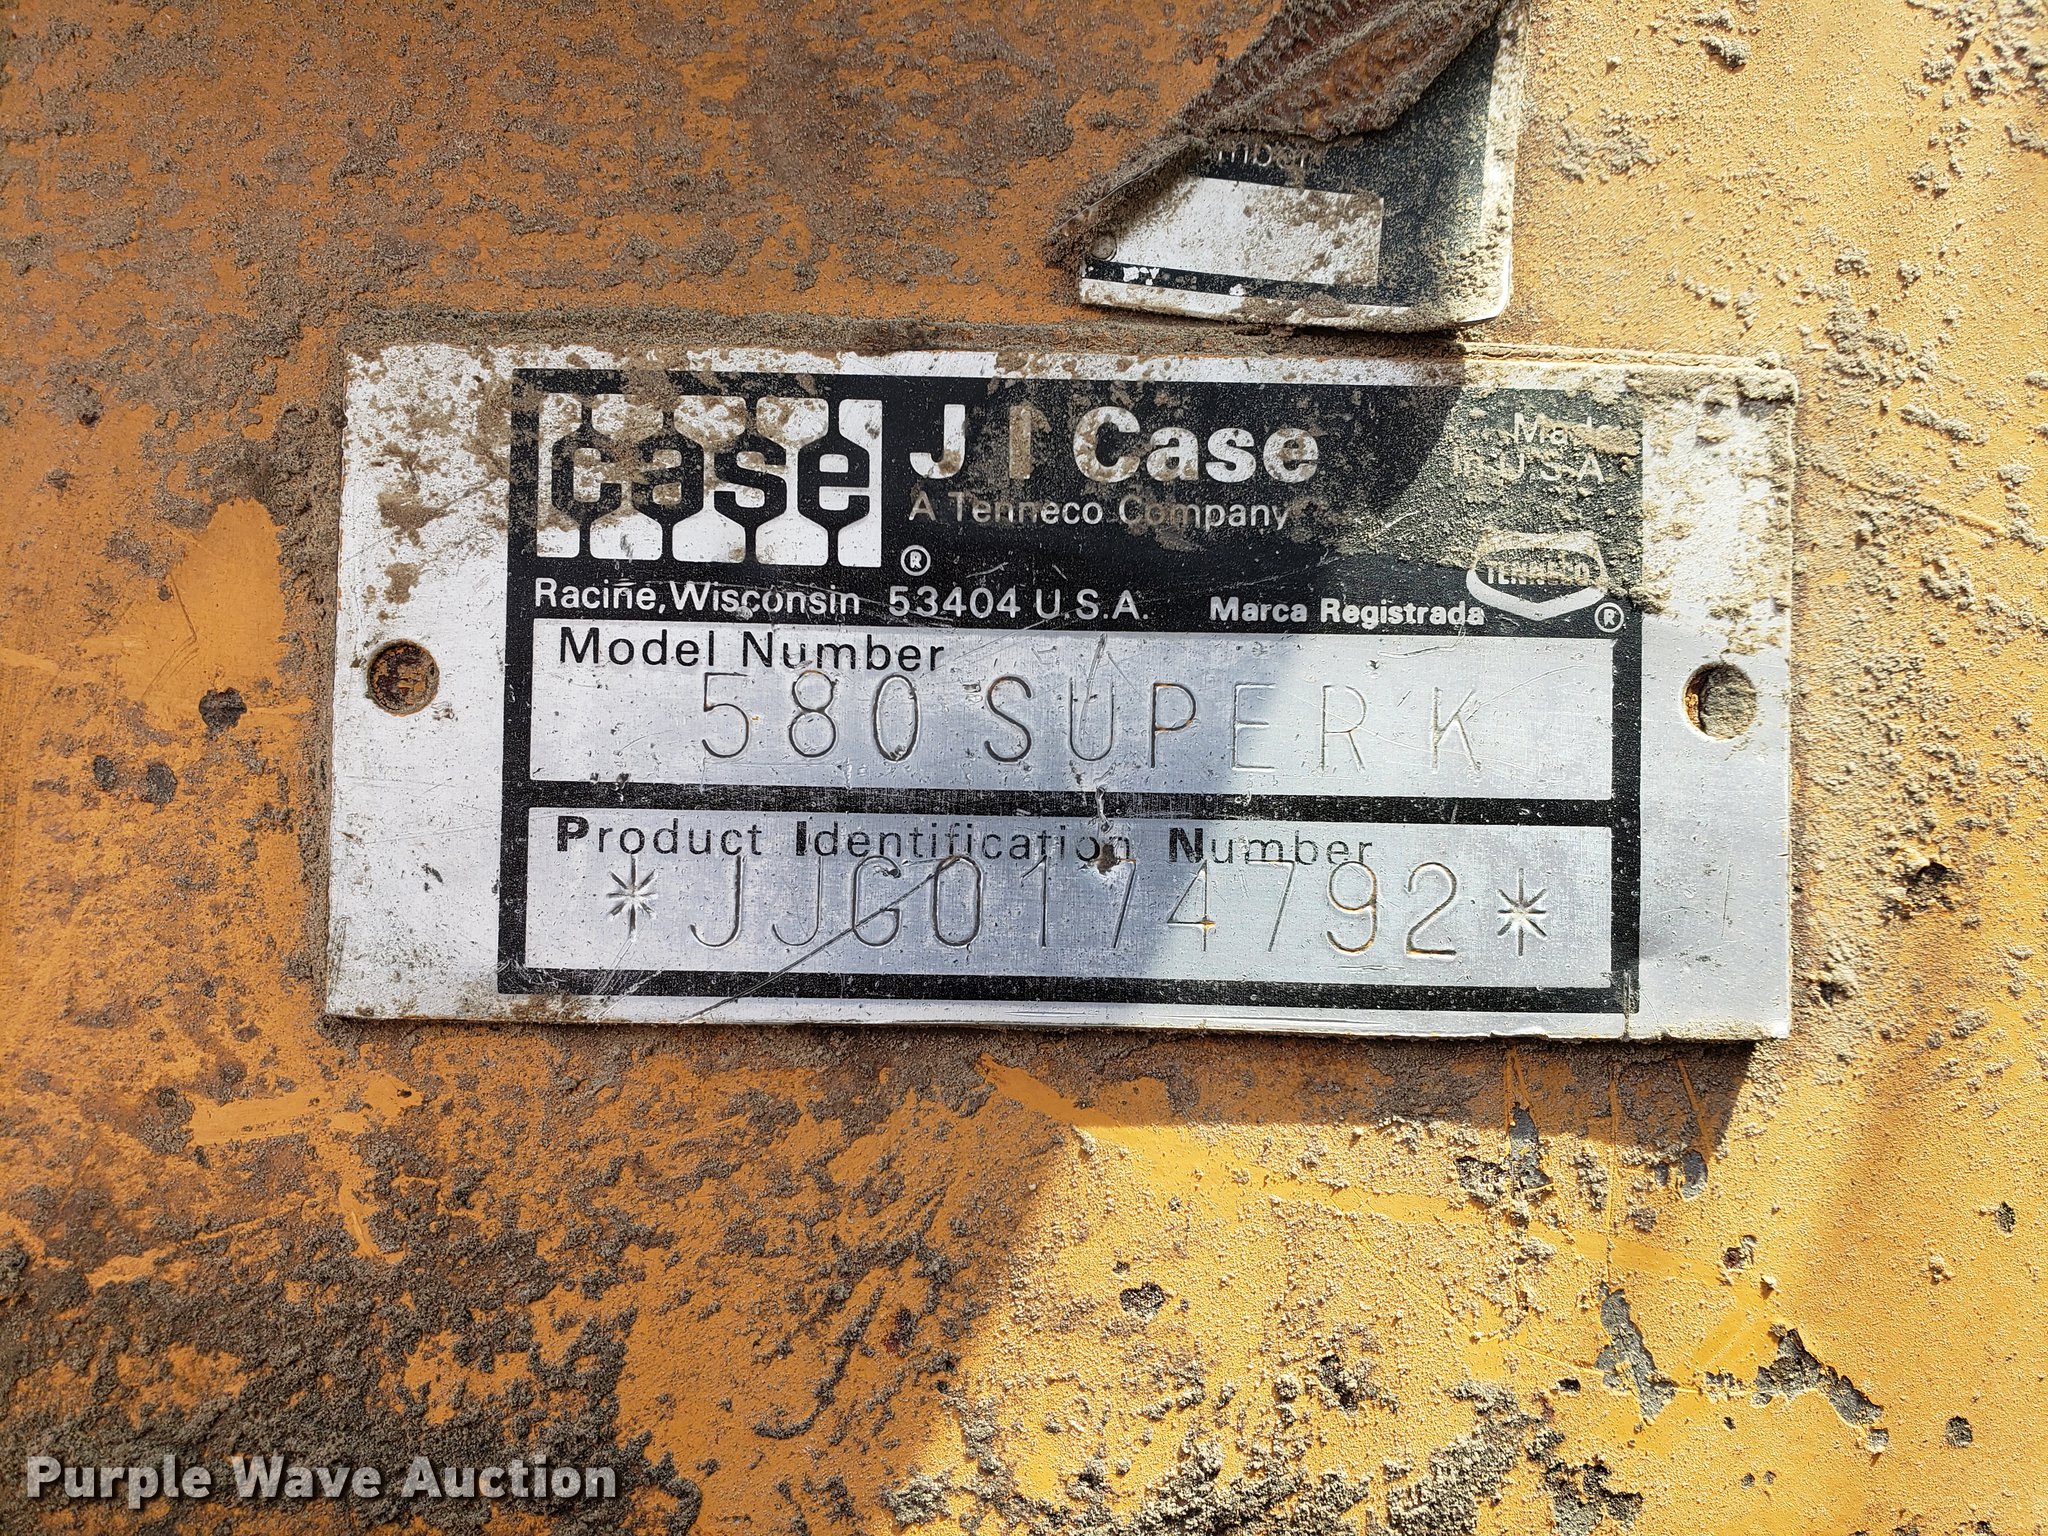 case
J I Case
A Tenneco Company
Made
in U.S.A.
TENNECO
®
®
Racine, Wisconsin 53404 U.S.A. Marca Registrada
Model Number
580 SUPER K
Product Identification Number
*JJG0174792*
Purple Wave Auction